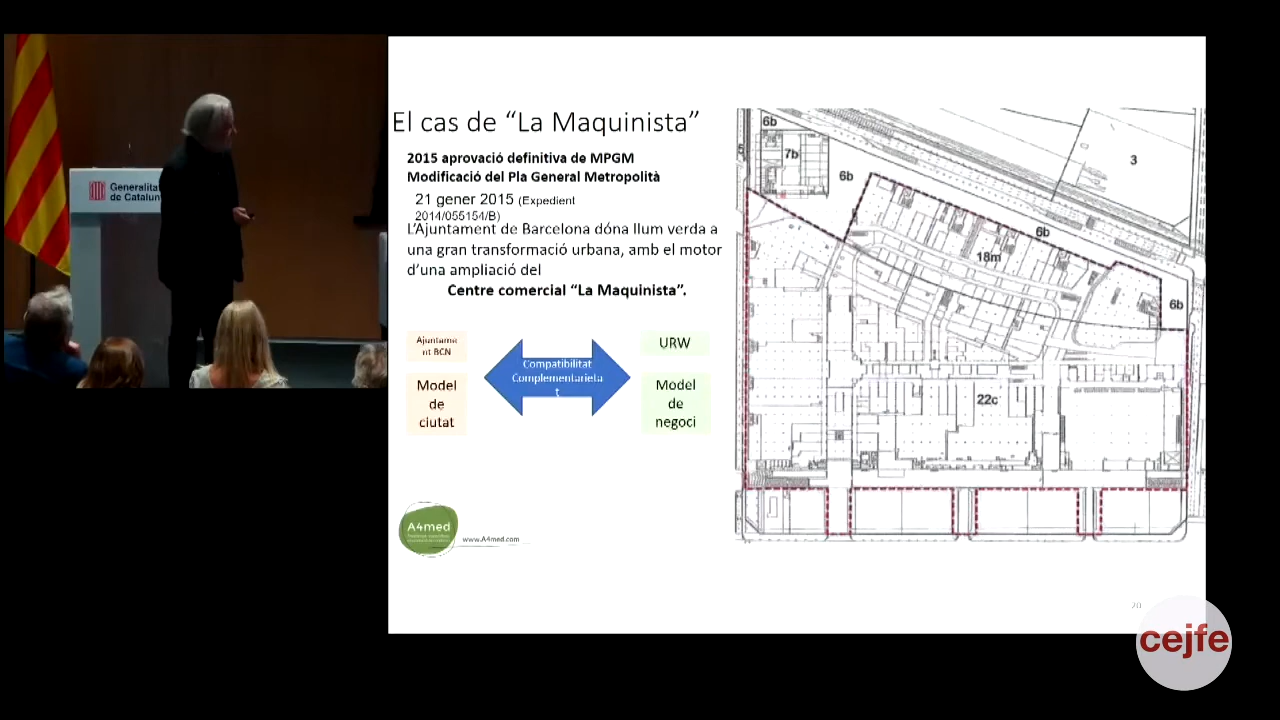 Generalitat
de Catalunya
El cas de “La Maquinista”
2015 aprovació definitiva de MPGM
Modificació del Pla General Metropolità
21 gener 2015 (Expedient
2014/055154/B)
L’Ajuntament de Barcelona dóna llum verda a
una gran transformació urbana, amb el motor
d’una ampliació del
Centre comercial “La Maquinista”.
Ajuntame
nt BCN
Model
de
ciutat
Compatibilitat
Complementarieta
t
URW
Model
de
negoci
A4med
www.A4med.com
6b
7b
5
6b
3
6b
18m
6b
22c
20
cejfe